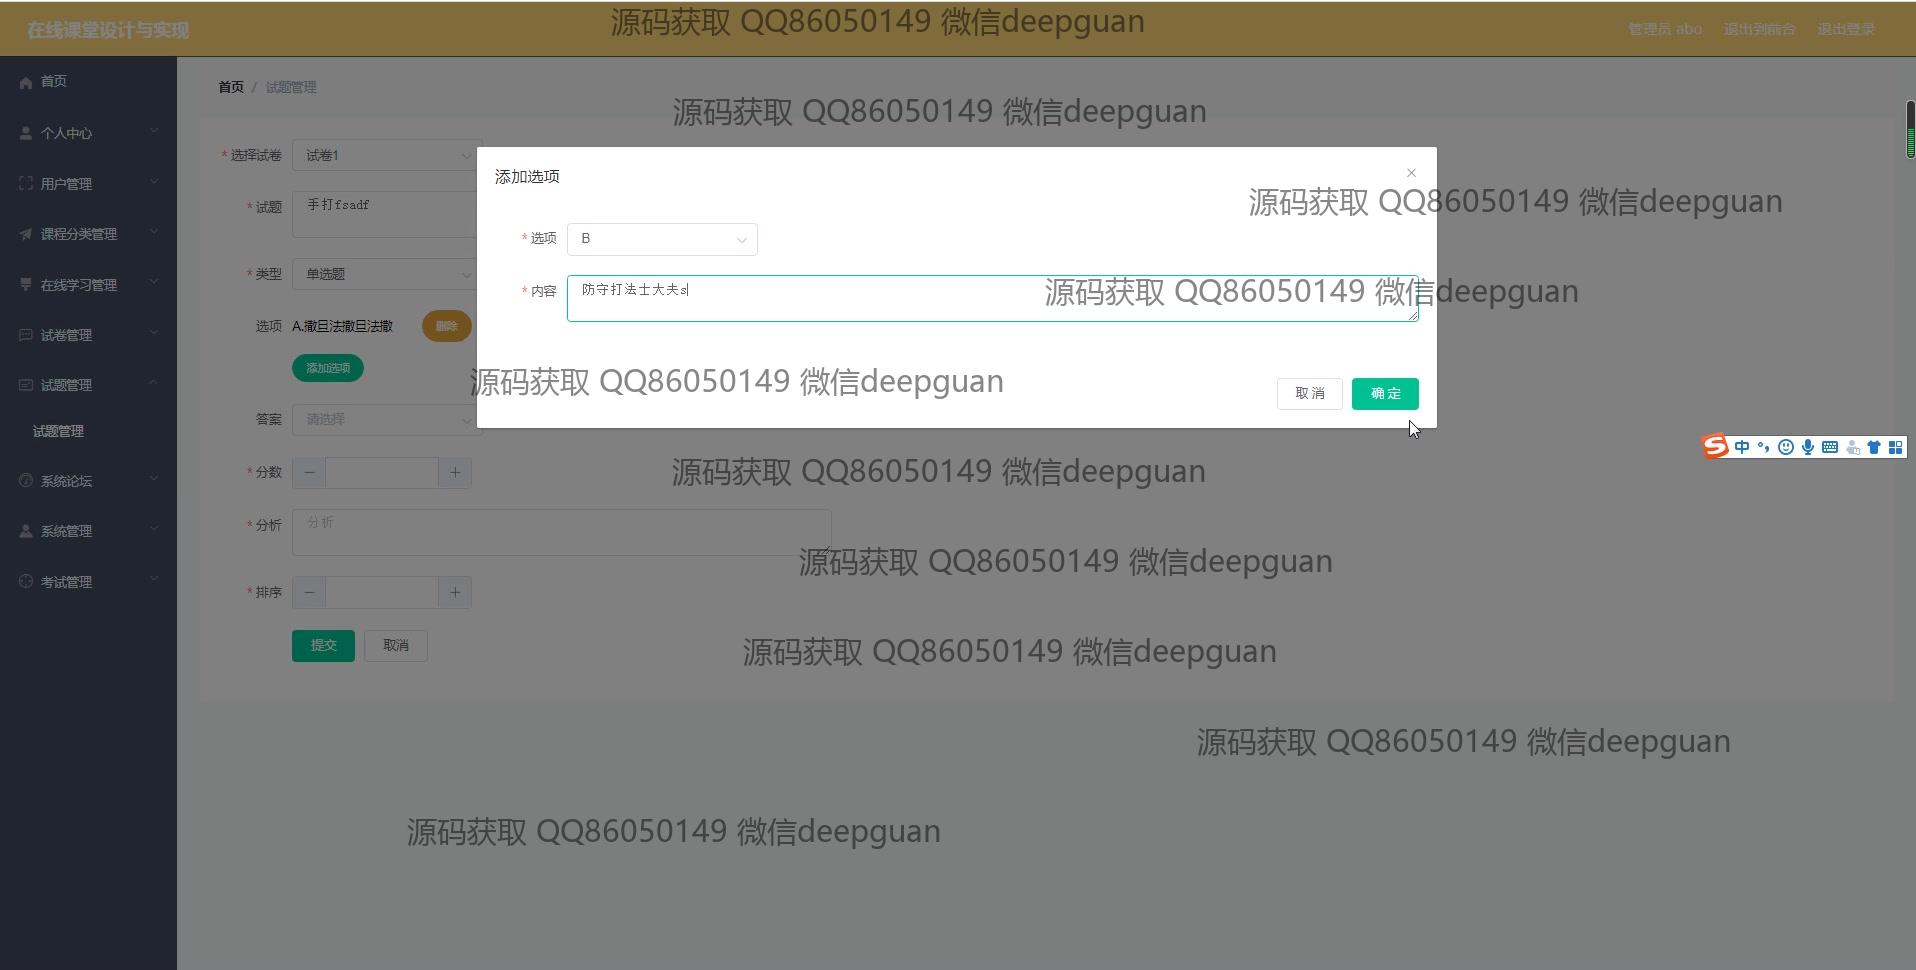 在线课堂设计与实现
源码获取 QQ86050149 微信deepguan
管理员 abo 退出到前台 退出登录
首页
个人中心
用户管理
课程分类管理
在线学习管理
试卷管理
试题管理
试题管理
系统论坛
系统管理
考试管理
首页 / 试题管理
源码获取 QQ86050149 微信deepguan
* 选择试卷 试卷1
* 试题 手打fsadf
* 类型 单选题
选项 A.撒旦法撒旦法撒 删除
添加选项
答案 请选择
* 分数 − +
* 分析 分析
* 排序 − +
提交 取消
添加选项 ×
源码获取 QQ86050149 微信deepguan
* 选项 B
* 内容 防守打法士大夫s
源码获取 QQ86050149 微信deepguan
源码获取 QQ86050149 微信deepguan
取消 确定
中
源码获取 QQ86050149 微信deepguan
源码获取 QQ86050149 微信deepguan
源码获取 QQ86050149 微信deepguan
源码获取 QQ86050149 微信deepguan
源码获取 QQ86050149 微信deepguan